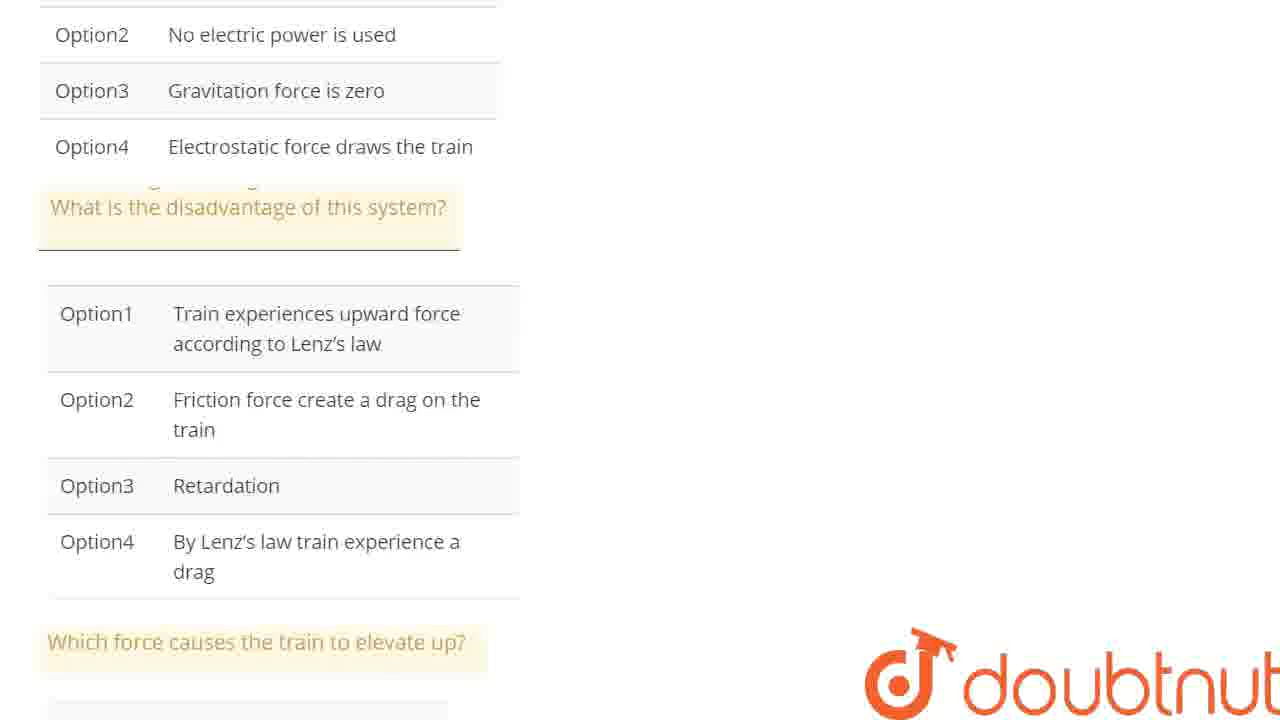 Option2 No electric power is used
Option3 Gravitation force is zero
Option4 Electrostatic force draws the train
What is the disadvantage of this system?
Option1 Train experiences upward force
according to Lenz's law
Option2 Friction force create a drag on the
train
Option3 Retardation
Option4 By Lenz's law train experience a
drag
Which force causes the train to elevate up?
doubtnut